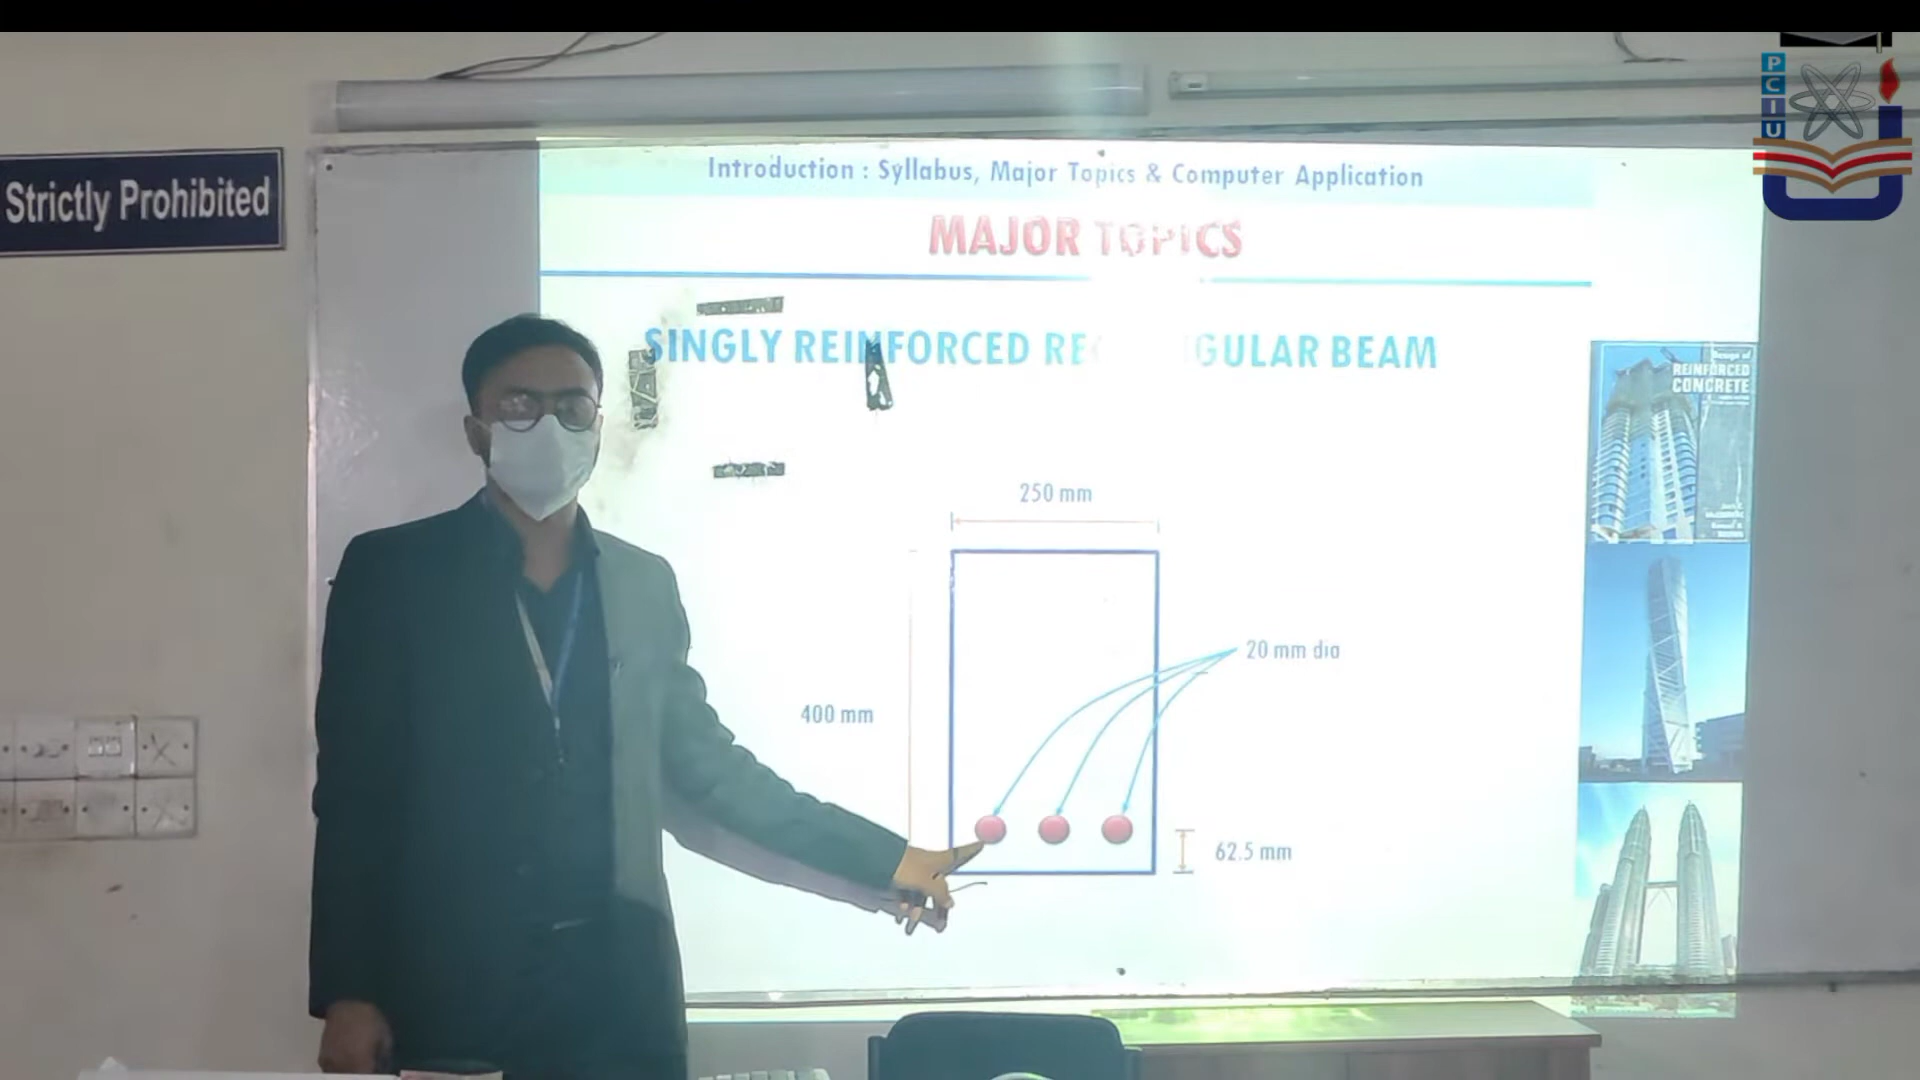 Strictly Prohibited
PCIU
Introduction : Syllabus, Major Topics & Computer Application
MAJOR TOPICS
SINGLY REINFORCED RE GULAR BEAM
REINFORCED
CONCRETE
250 mm
20 mm dia
400 mm
62.5 mm